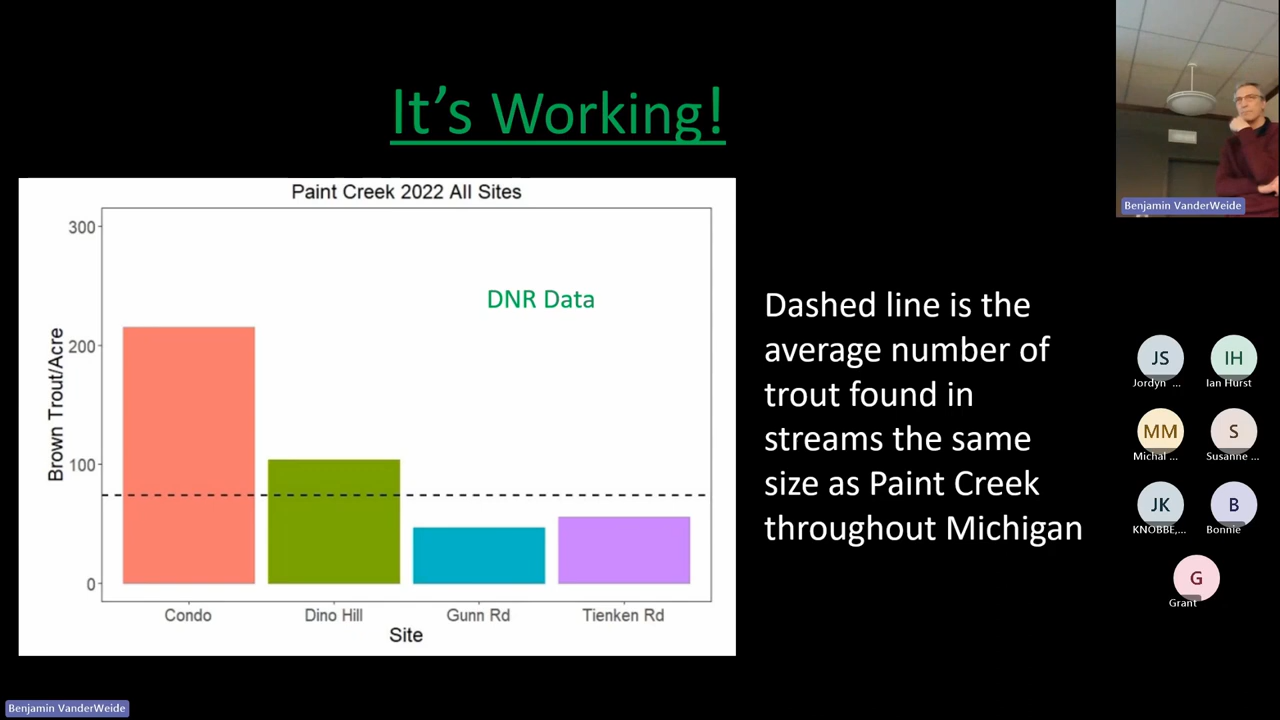 It's Working!
Paint Creek 2022 All Sites
300
200
100
0
Brown Trout/Acre
DNR Data
Condo
Dino Hill
Gunn Rd
Tienken Rd
Site
Dashed line is the
average number of
trout found in
streams the same
size as Paint Creek
throughout Michigan
Benjamin VanderWeide
JS
Jordyn ...
IH
Ian Hurst
MM
Michal ...
S
Susanne ...
JK
KNOBBE,...
B
Bonnie
G
Grant
Benjamin VanderWeide